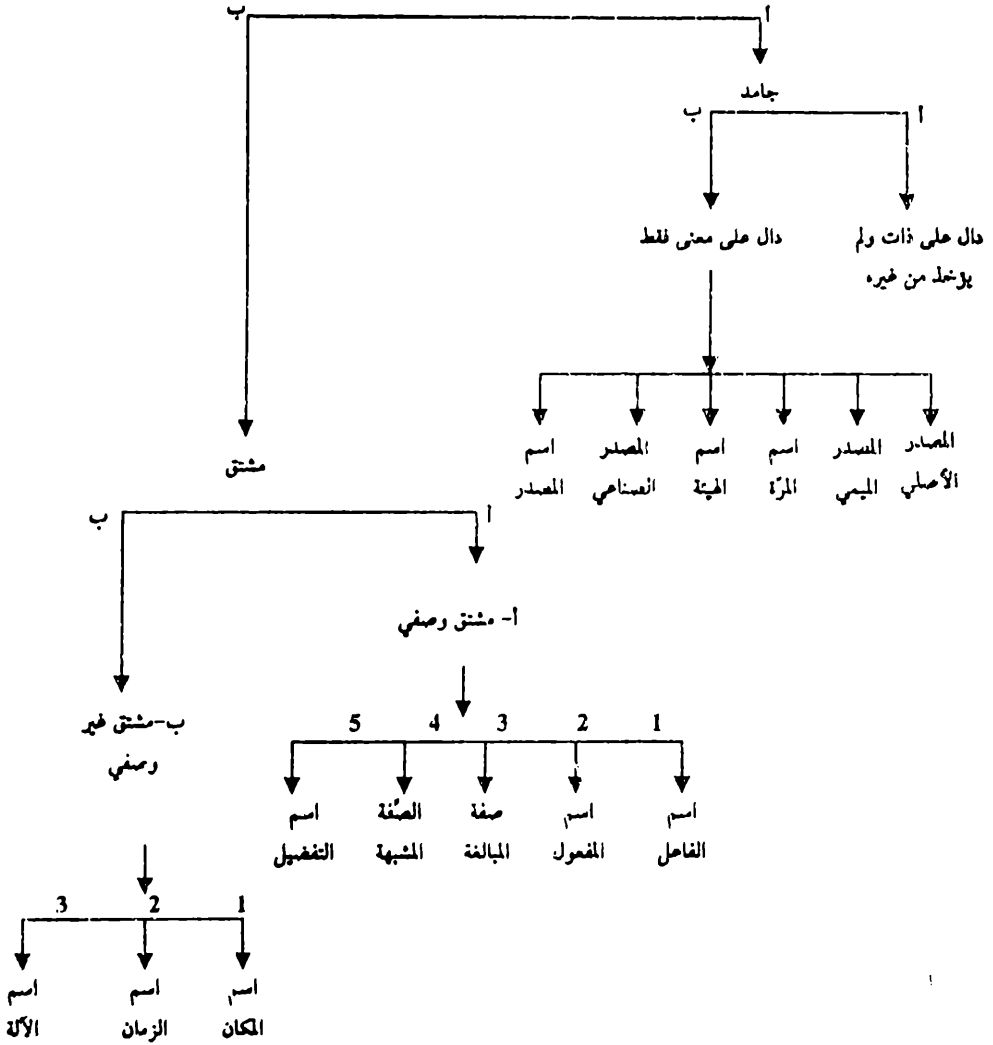 أ ب
جامد
أ ب
دال على ذات ولم دال على معنى فقط
يؤخذ من غيره
المصدر المصدر اسم اسم المصدر اسم
الأصلي الميمي المرّة الهيئة الصناعي المصدر
مشتق
أ ب
أ- مشتق وصفي
ب-مشتق غير
وصفي
1 2 3 4 5
اسم اسم صفة الصّفة اسم
الفاعل المفعول المبالغة المشبهة التفضيل
1 2 3
اسم اسم اسم
المكان الزمان الآلة